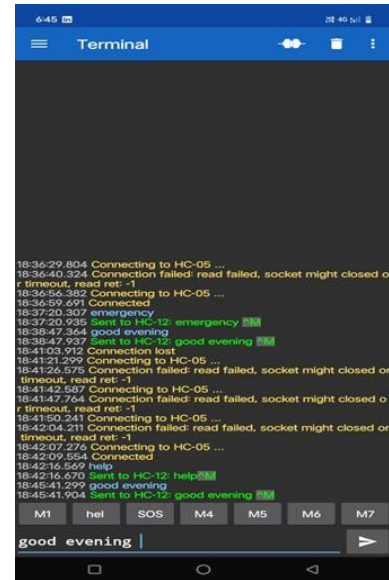 6:45
4G
Terminal
18:36:29.804 Connecting to HC-05 ...
18:36:40.324 Connection failed: read failed, socket might closed o
r timeout, read ret: -1
18:36:56.382 Connecting to HC-05 ...
18:36:59.691 Connected
18:37:20.307 emergency
18:37:20.935 Sent to HC-12: emergency ^M
18:38:47.364 good evening
18:38:47.937 Sent to HC-12: good evening ^M
18:41:03.912 Connection lost
18:41:21.299 Connecting to HC-05 ...
18:41:26.575 Connection failed: read failed, socket might closed or
timeout, read ret: -1
18:41:42.587 Connecting to HC-05 ...
18:41:47.764 Connection failed: read failed, socket might closed o
r timeout, read ret: -1
18:41:50.241 Connecting to HC-05 ...
18:42:04.211 Connection failed: read failed, socket might closed or
timeout, read ret: -1
18:42:07.276 Connecting to HC-05 ...
18:42:09.554 Connected
18:42:16.569 help
18:42:16.670 Sent to HC-12: help^M
18:45:41.299 good evening
18:45:41.904 Sent to HC-12: good evening ^M
M1 hel SOS M4 M5 M6 M7
good evening